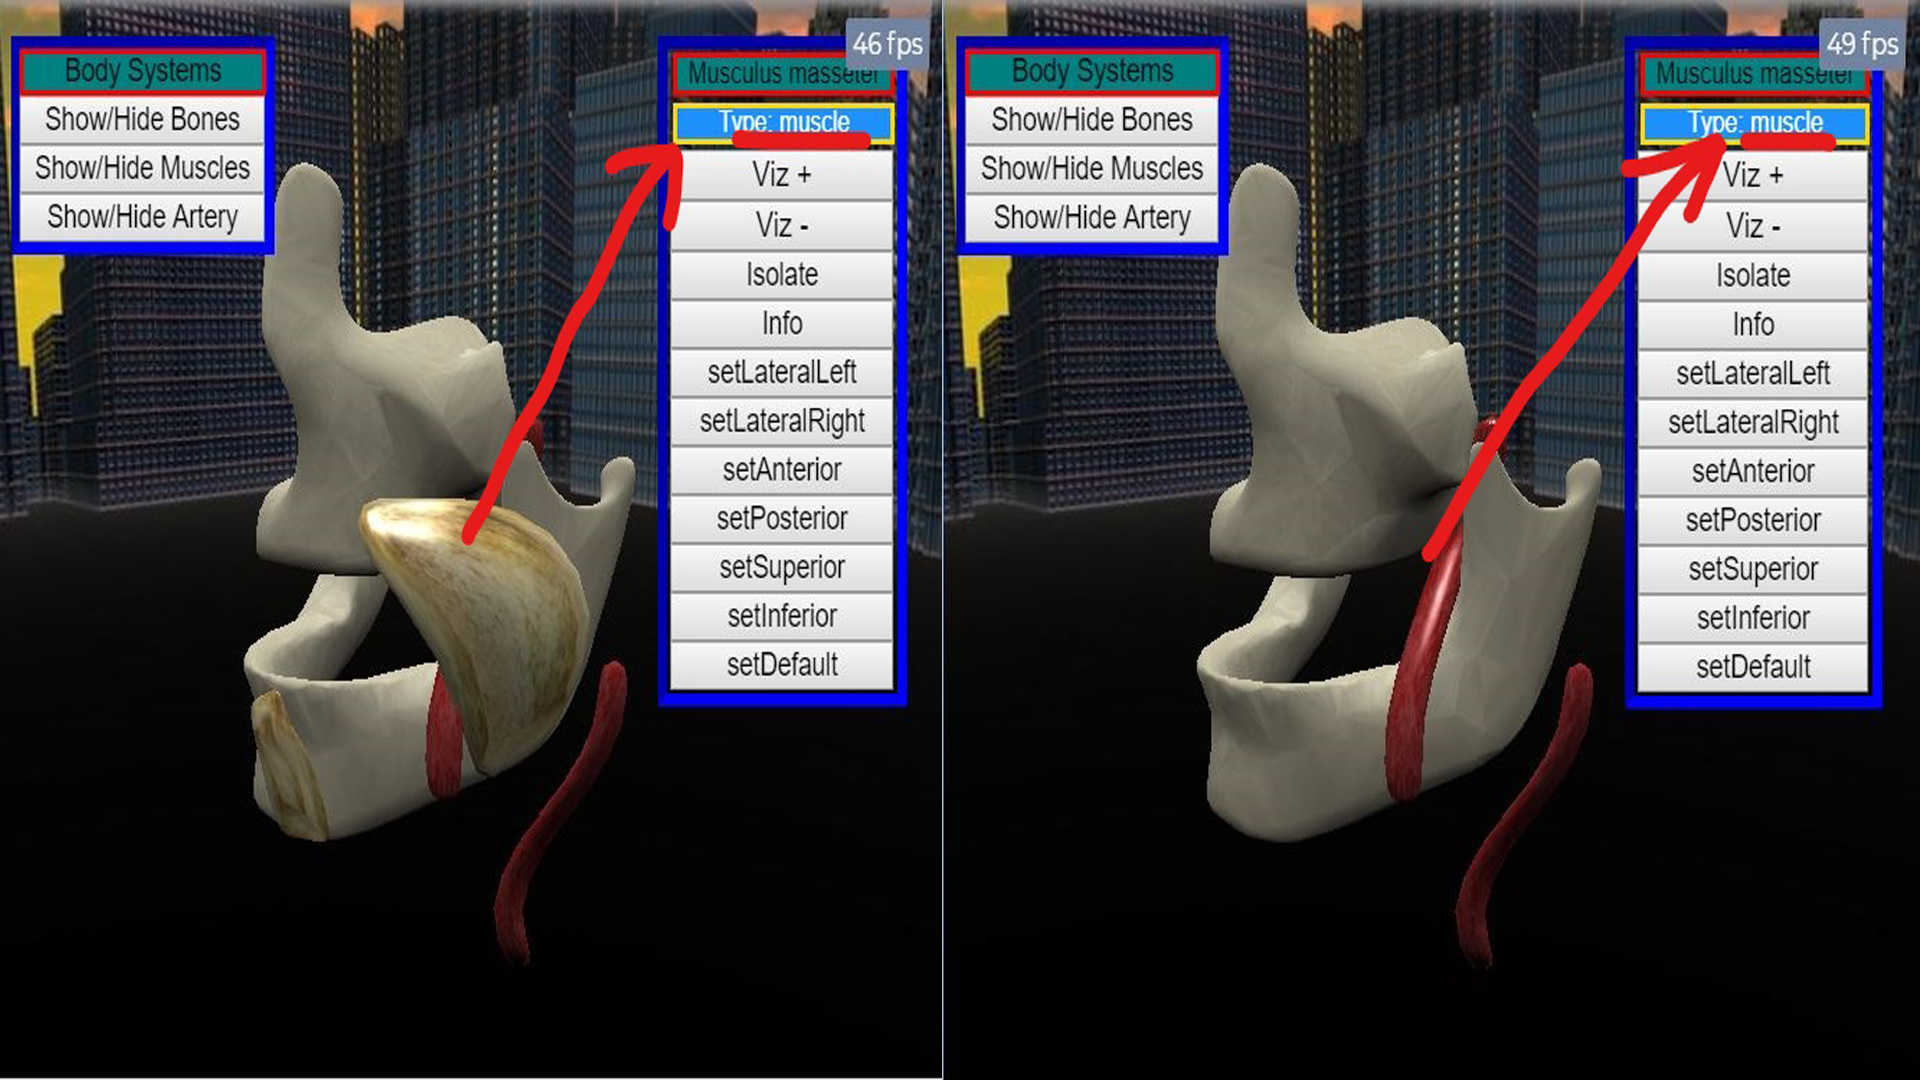 46 fps
Body Systems
Show/Hide Bones
Show/Hide Muscles
Show/Hide Artery
Musculus masseter
Type: muscle
Viz +
Viz -
Isolate
Info
setLateralLeft
setLateralRight
setAnterior
setPosterior
setSuperior
setInferior
setDefault
49 fps
Body Systems
Show/Hide Bones
Show/Hide Muscles
Show/Hide Artery
Musculus masseter
Type: muscle
Viz +
Viz -
Isolate
Info
setLateralLeft
setLateralRight
setAnterior
setPosterior
setSuperior
setInferior
setDefault